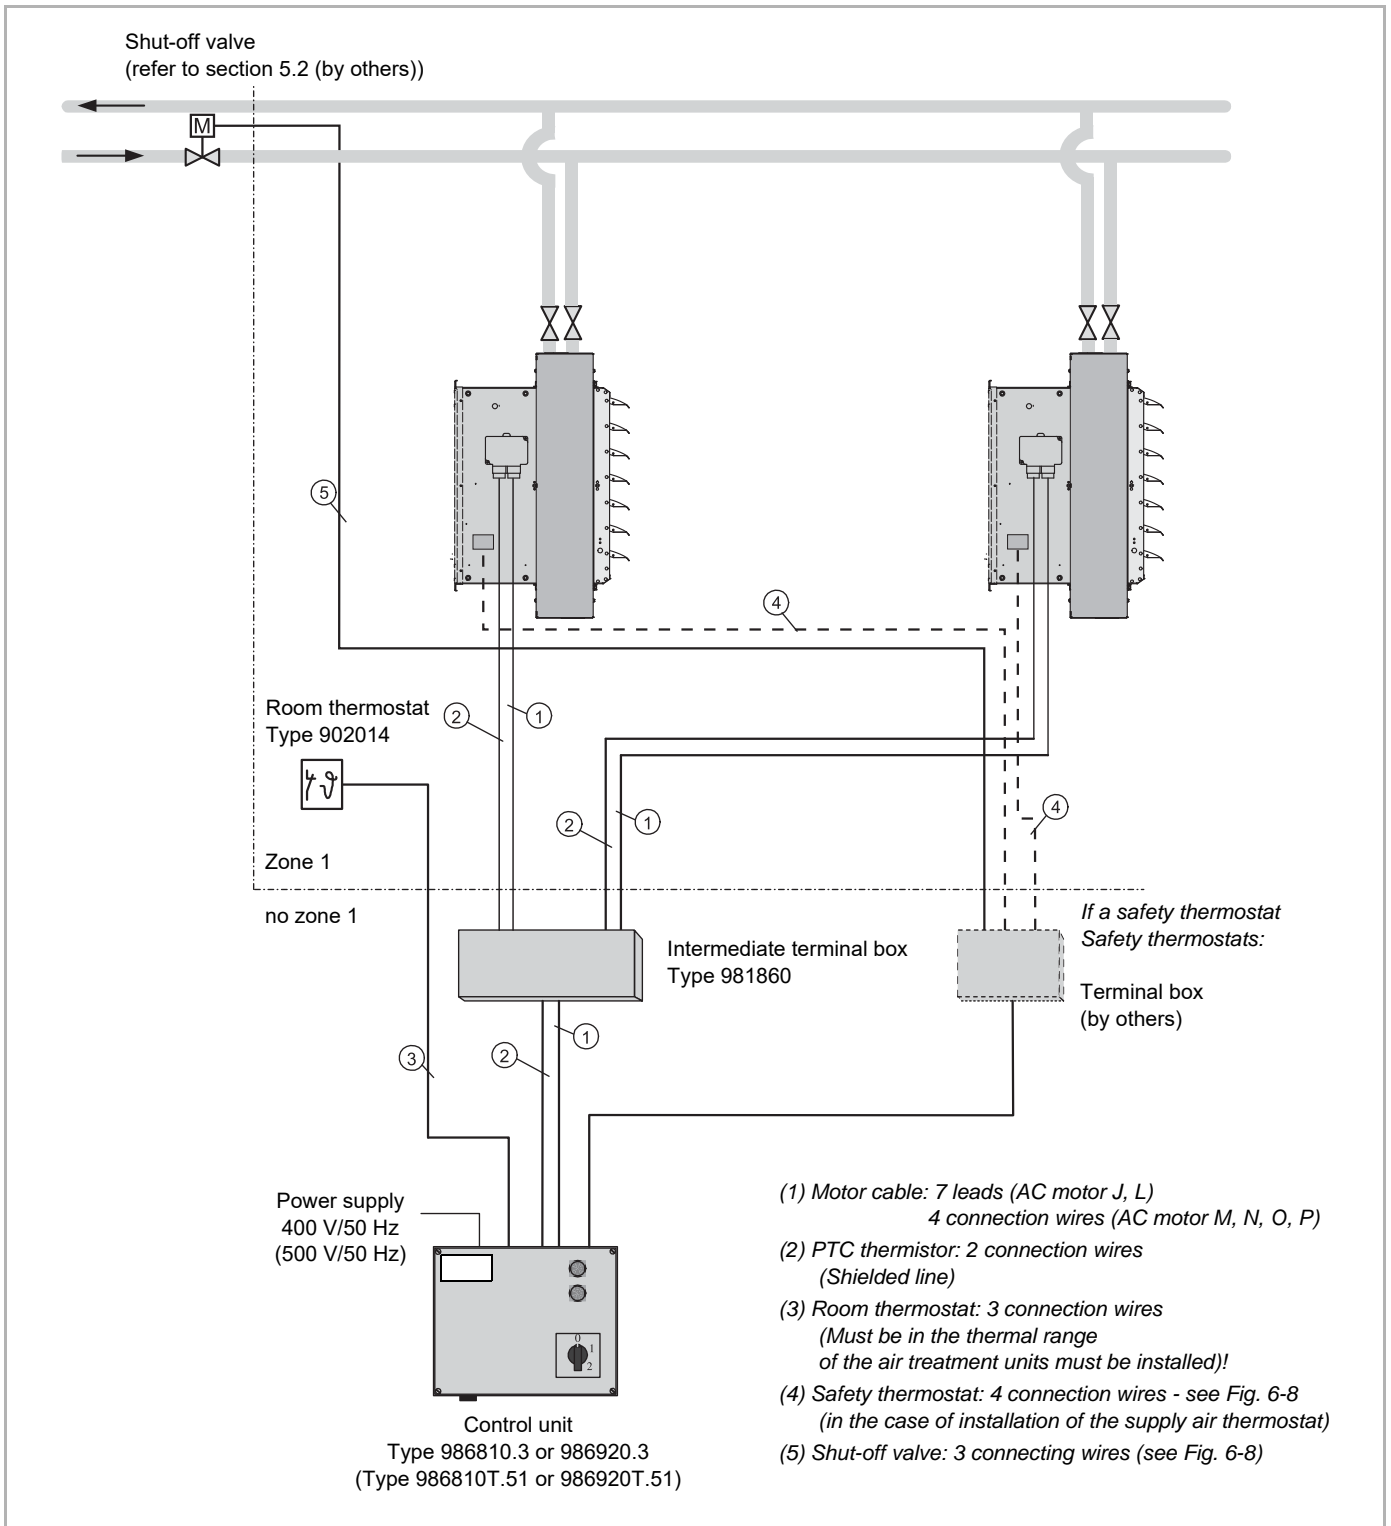 Shut-off valve
(refer to section 5.2 (by others))
M
5
4
Room thermostat
Type 902014
2
1
ϑ
4
2
1
Zone 1
no zone 1
If a safety thermostat
Safety thermostats:
Intermediate terminal box
Type 981860
Terminal box
(by others)
1
2
3
Power supply
400 V/50 Hz
(500 V/50 Hz)
0
1
2
Control unit
Type 986810.3 or 986920.3
(Type 986810T.51 or 986920T.51)
(1) Motor cable: 7 leads (AC motor J, L)
4 connection wires (AC motor M, N, O, P)
(2) PTC thermistor: 2 connection wires
(Shielded line)
(3) Room thermostat: 3 connection wires
(Must be in the thermal range
of the air treatment units must be installed)!
(4) Safety thermostat: 4 connection wires - see Fig. 6-8
(in the case of installation of the supply air thermostat)
(5) Shut-off valve: 3 connecting wires (see Fig. 6-8)